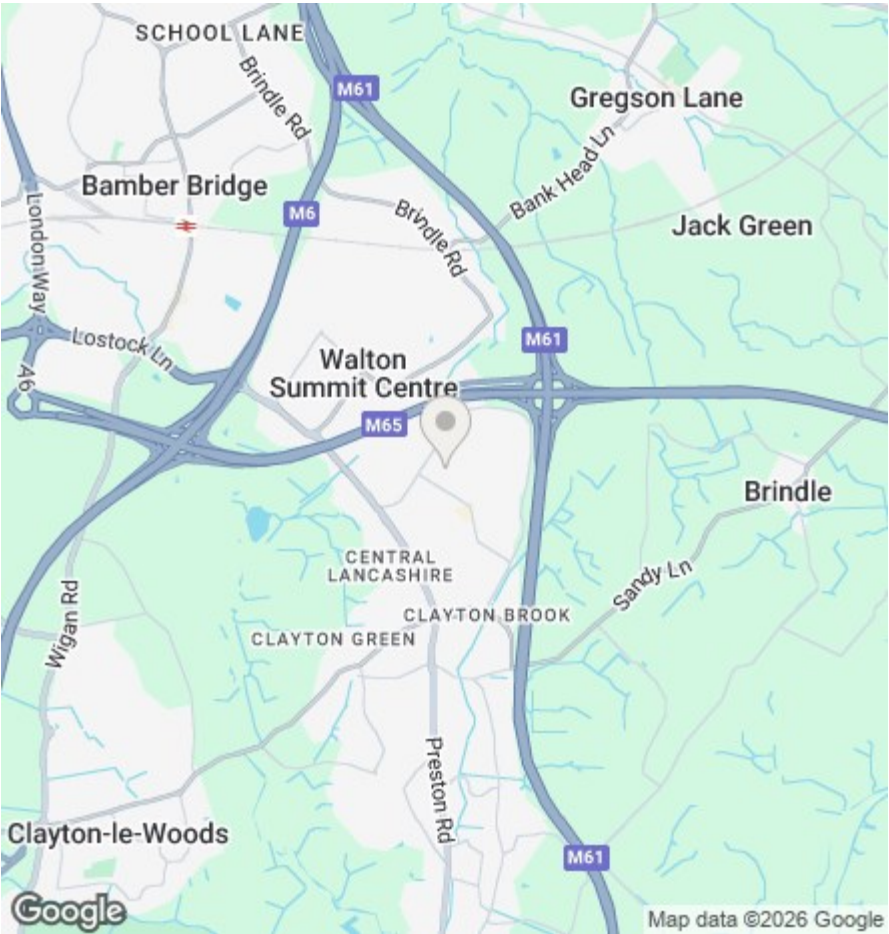 SCHOOL LANE
Brindle Rd
M61
Gregson Lane
Bank Head Ln
Bamber Bridge
M6
Brindle Rd
Jack Green
London Way
Lostock Ln
M61
Walton
Summit Centre
A6
M65
Brindle
CENTRAL
LANCASHIRE
Sandy Ln
CLAYTON BROOK
CLAYTON GREEN
Wigan Rd
Preston Rd
Clayton-le-Woods
M61
Google
Map data ©2026 Google